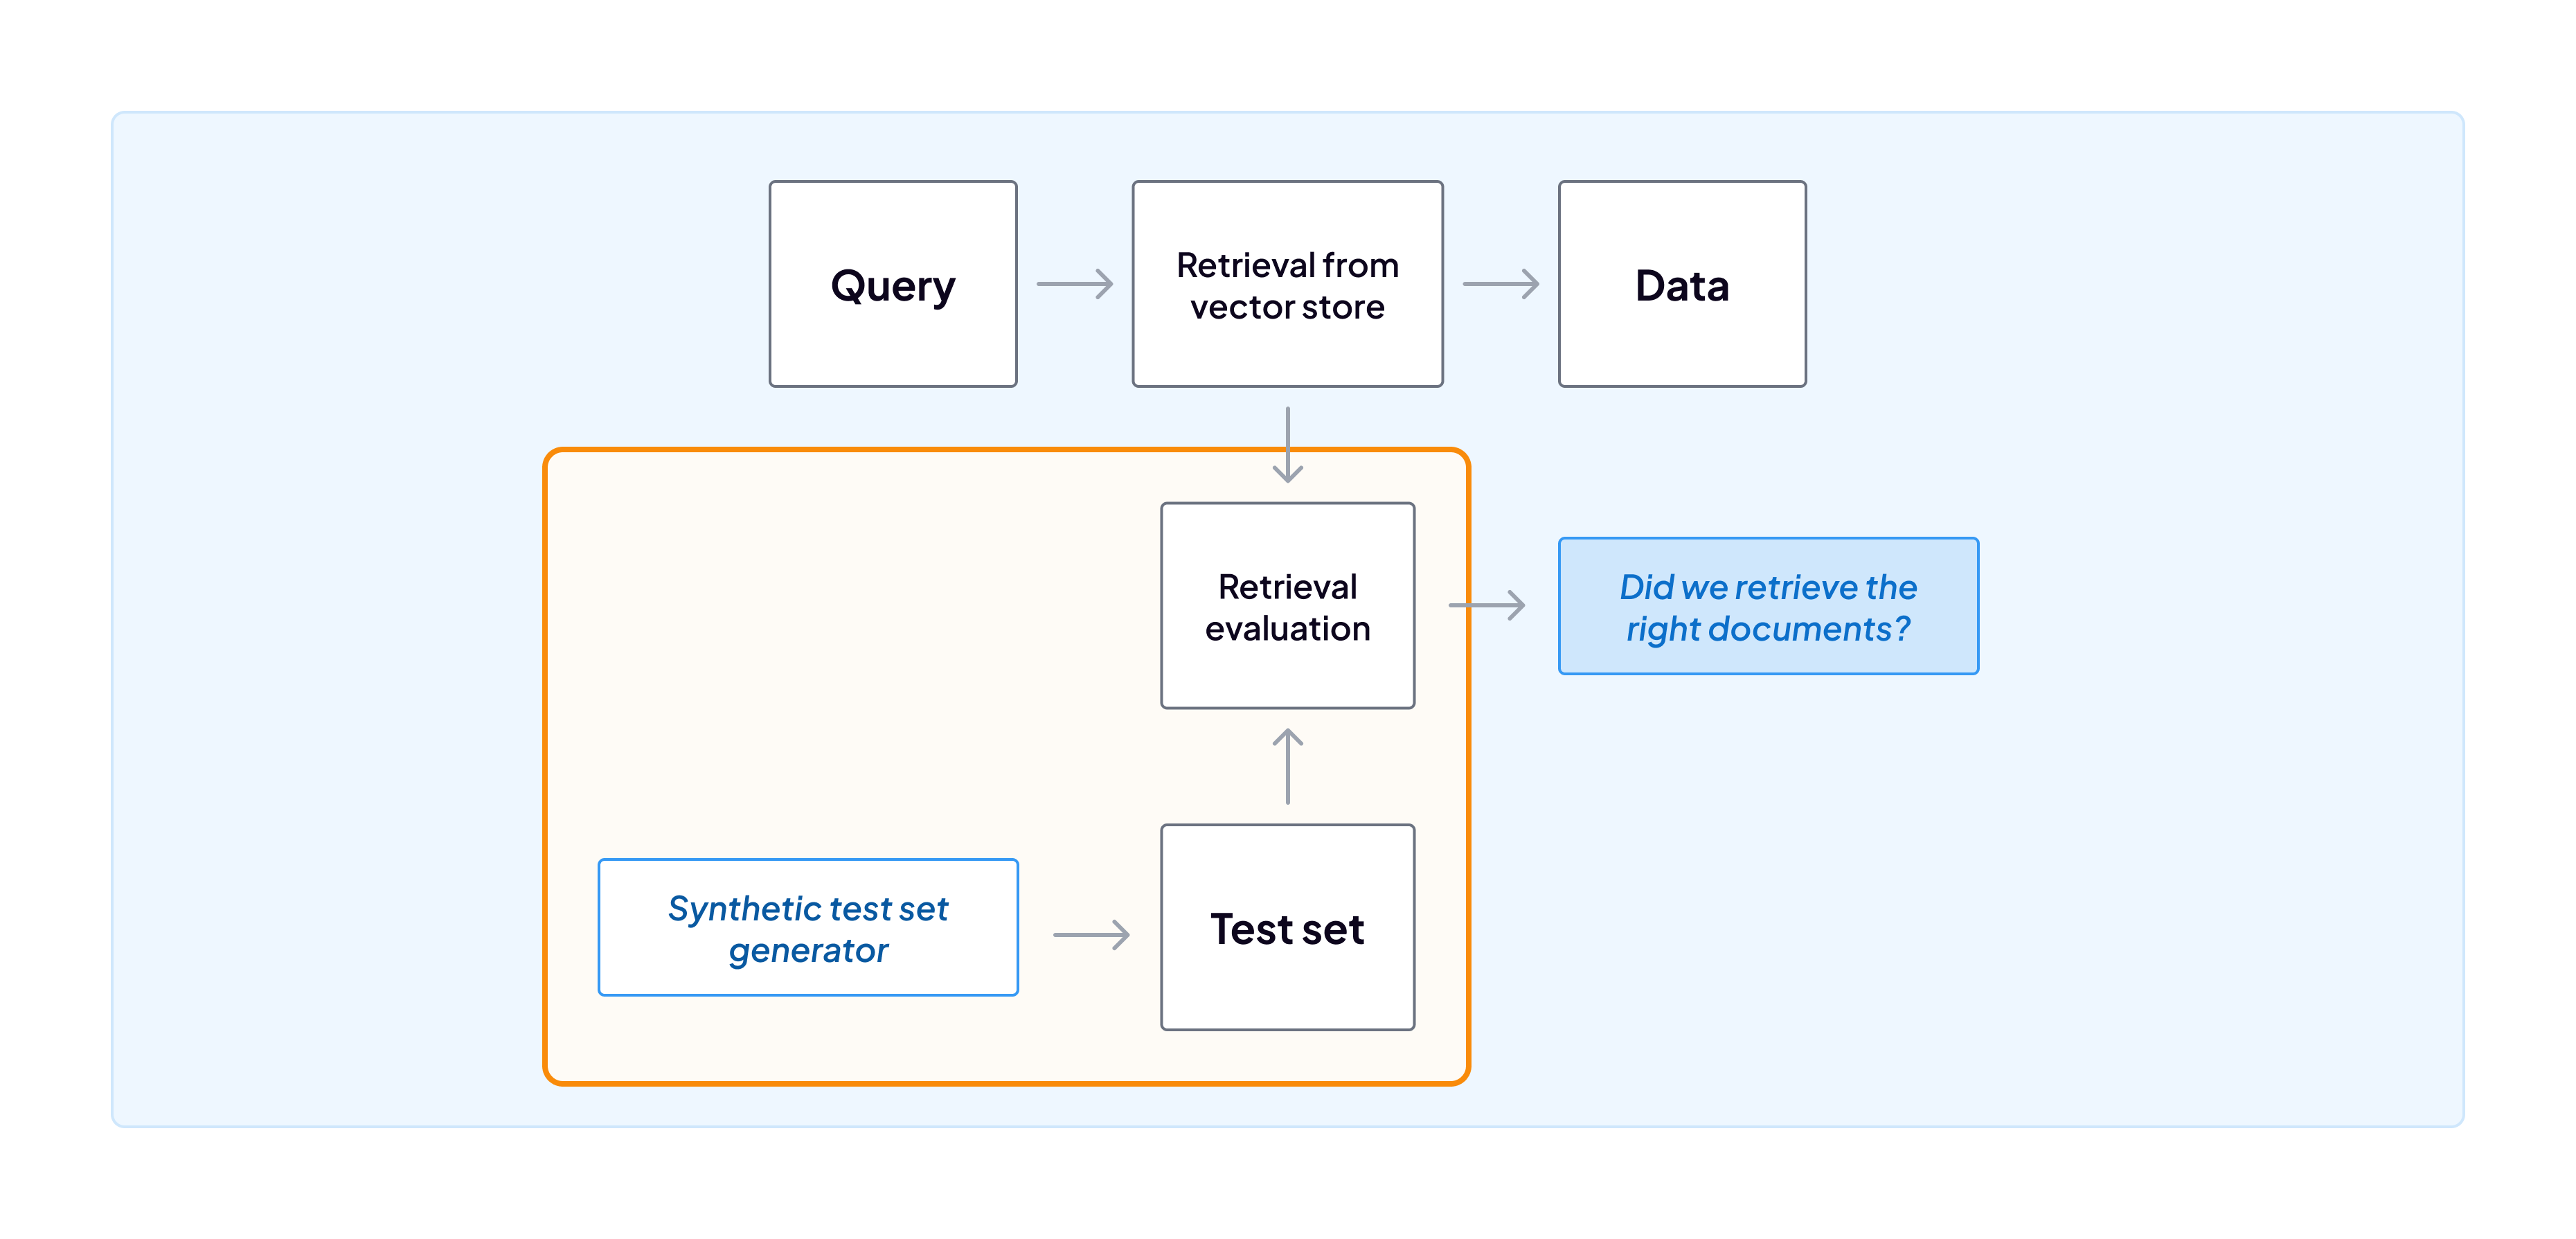 Query
Retrieval from
vector store
Data
Retrieval
evaluation
Did we retrieve the
right documents?
Synthetic test set
generator
Test set